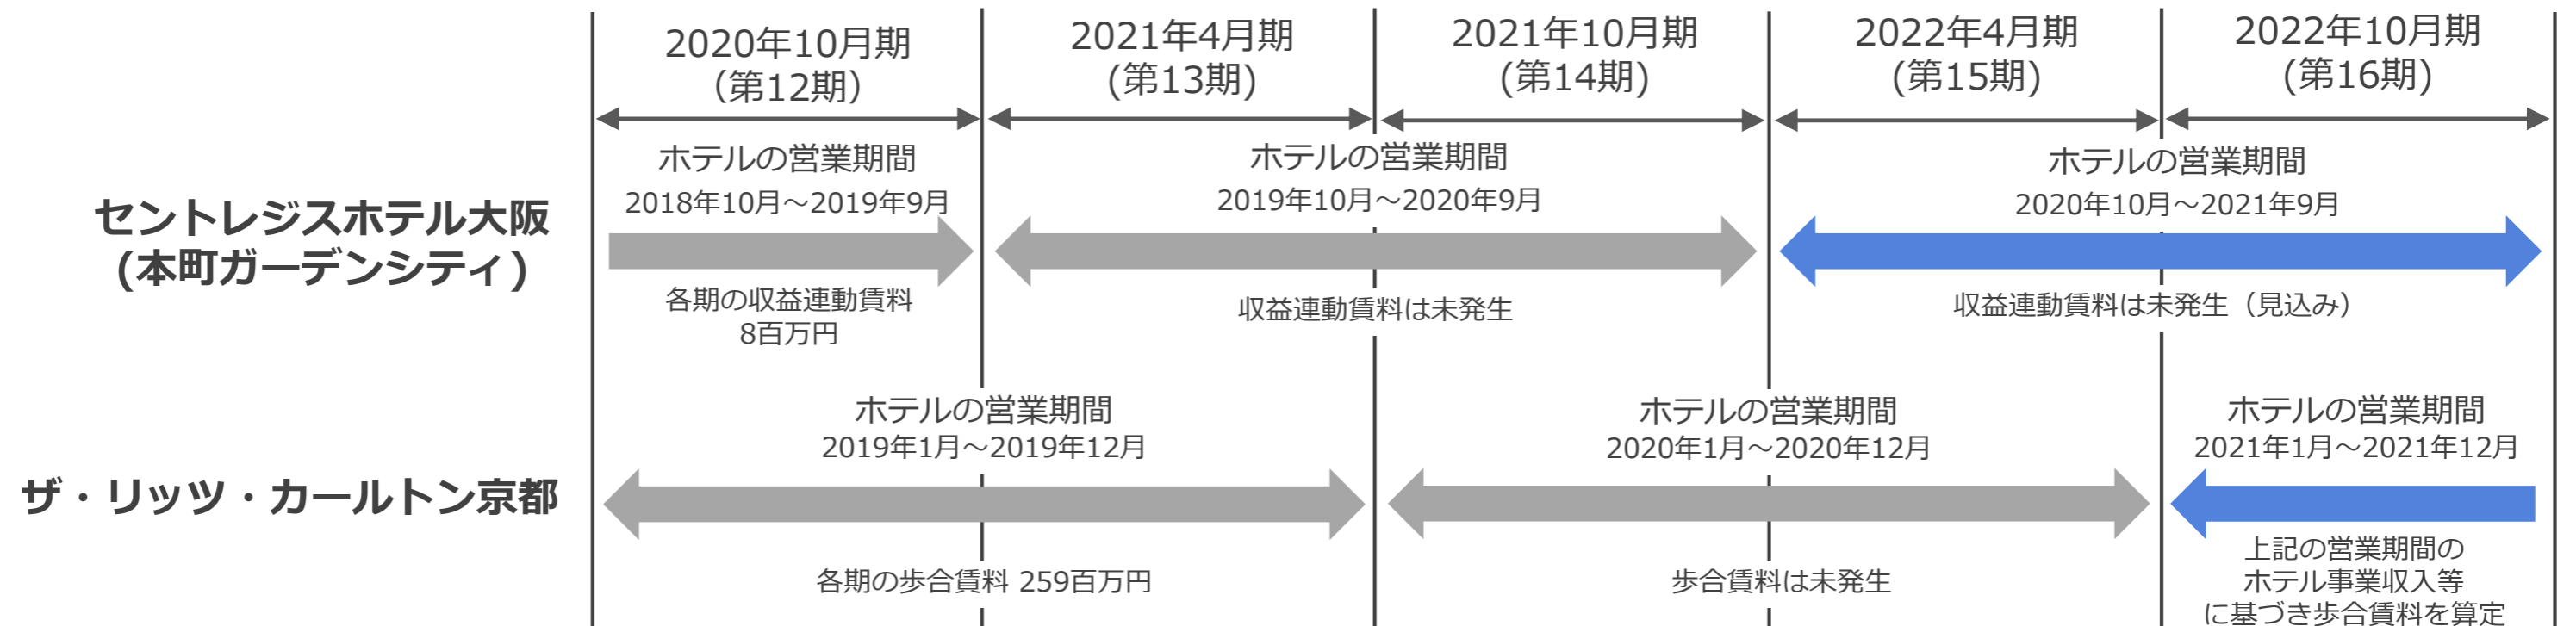 2020年10月期
（第12期）
2021年4月期
(第13期)
2021年10月期
(第14期)
2022年4月期
(第15期)
2022年10月期
(第16期)
セントレジスホテル大阪
(本町ガーデンシティ)
ホテルの営業期間
2018年10月～2019年9月
各期の収益連動賃料
8百万円
ホテルの営業期間
2019年10月～2020年9月
収益連動賃料は未発生
ホテルの営業期間
2020年10月～2021年9月
収益連動賃料は未発生（見込み）
ザ・リッツ・カールトン京都
ホテルの営業期間
2019年1月～2019年12月
各期の歩合賃料 259百万円
ホテルの営業期間
2020年1月～2020年12月
歩合賃料は未発生
ホテルの営業期間
2021年1月～2021年12月
上記の営業期間の
ホテル事業収入等
に基づき歩合賃料を算定